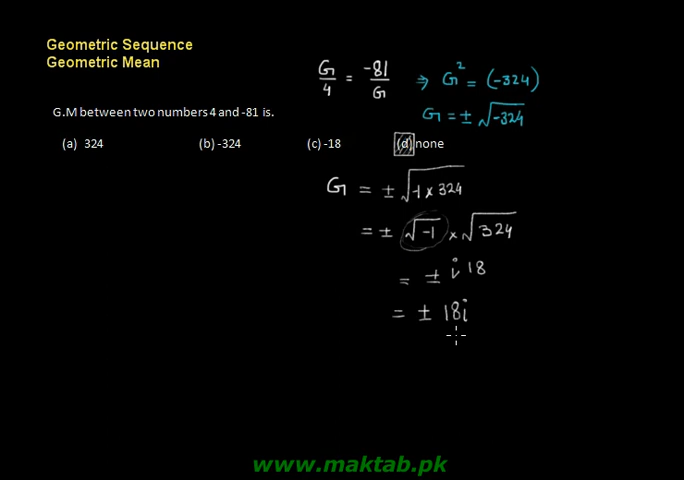 Geometric Sequence
Geometric Mean
G/4 = -81/G ⇒ G² = (-324)
G = ± √-324
G.M between two numbers 4 and -81 is.
(a) 324 (b) -324 (c) -18 (d) none
G = ± √-1 × 324
= ± √-1 × √324
= ± i 18
= ± 18i
www.maktab.pk